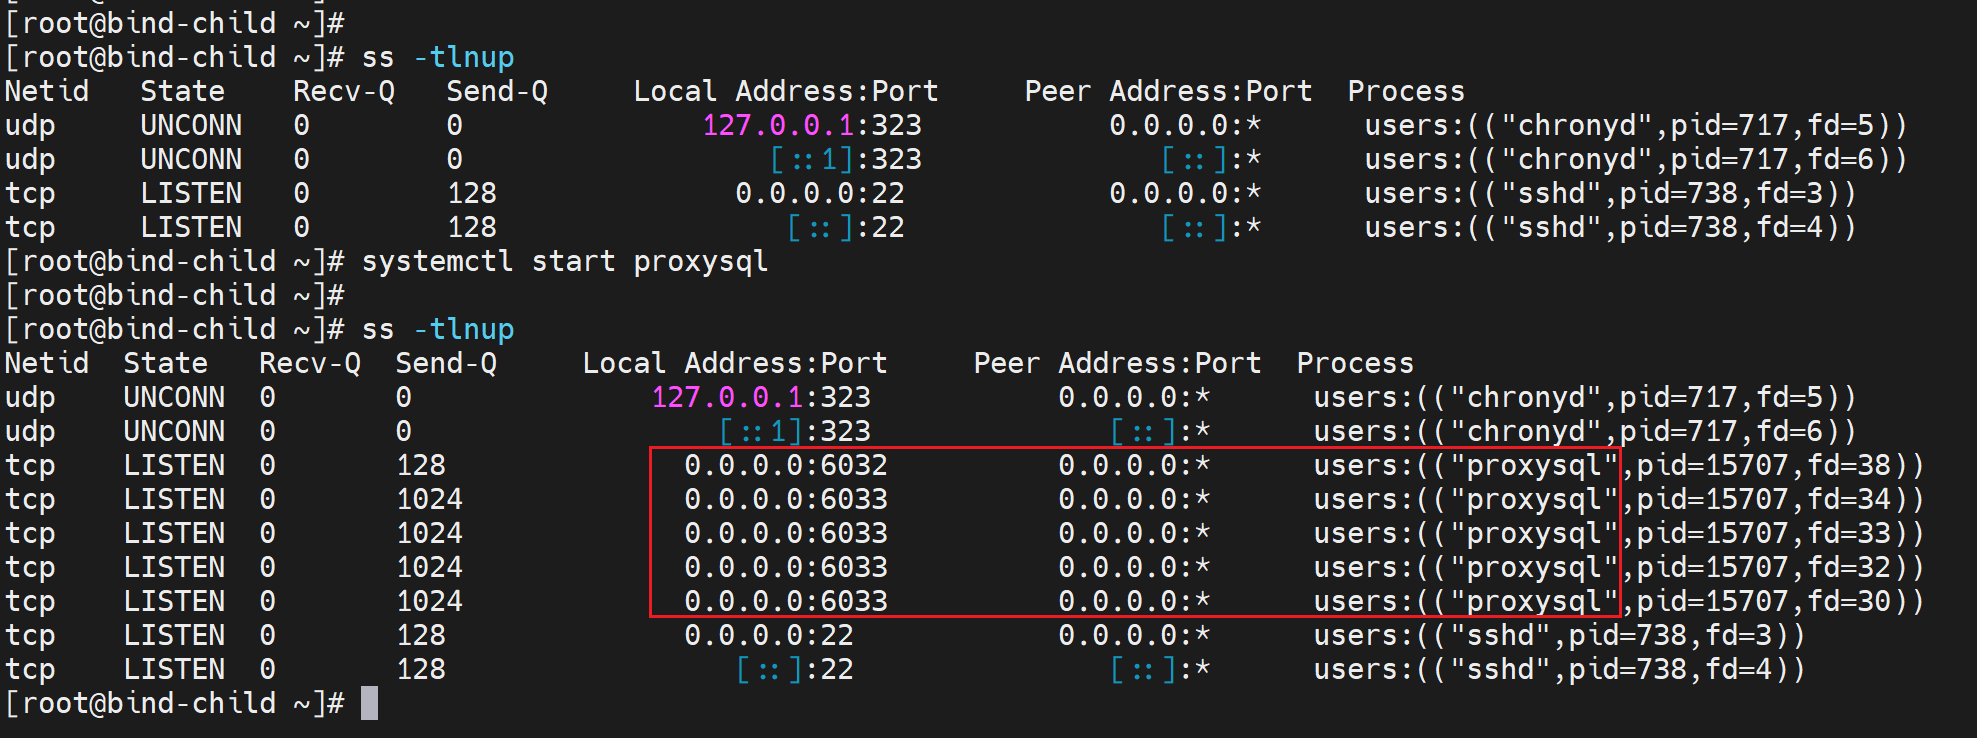 [root@bind-child ~]#
[root@bind-child ~]# ss -tlnup
Netid State Recv-Q Send-Q Local Address:Port Peer Address:Port Process
udp UNCONN 0 0 127.0.0.1:323 0.0.0.0:* users:(("chronyd",pid=717,fd=5))
udp UNCONN 0 0 [::1]:323 [::]:* users:(("chronyd",pid=717,fd=6))
tcp LISTEN 0 128 0.0.0.0:22 0.0.0.0:* users:(("sshd",pid=738,fd=3))
tcp LISTEN 0 128 [::]:22 [::]:* users:(("sshd",pid=738,fd=4))
[root@bind-child ~]# systemctl start proxysql
[root@bind-child ~]#
[root@bind-child ~]# ss -tlnup
Netid State Recv-Q Send-Q Local Address:Port Peer Address:Port Process
udp UNCONN 0 0 127.0.0.1:323 0.0.0.0:* users:(("chronyd",pid=717,fd=5))
udp UNCONN 0 0 [::1]:323 [::]:* users:(("chronyd",pid=717,fd=6))
tcp LISTEN 0 128 0.0.0.0:6032 0.0.0.0:* users:(("proxysql",pid=15707,fd=38))
tcp LISTEN 0 1024 0.0.0.0:6033 0.0.0.0:* users:(("proxysql",pid=15707,fd=34))
tcp LISTEN 0 1024 0.0.0.0:6033 0.0.0.0:* users:(("proxysql",pid=15707,fd=33))
tcp LISTEN 0 1024 0.0.0.0:6033 0.0.0.0:* users:(("proxysql",pid=15707,fd=32))
tcp LISTEN 0 1024 0.0.0.0:6033 0.0.0.0:* users:(("proxysql",pid=15707,fd=30))
tcp LISTEN 0 128 0.0.0.0:22 0.0.0.0:* users:(("sshd",pid=738,fd=3))
tcp LISTEN 0 128 [::]:22 [::]:* users:(("sshd",pid=738,fd=4))
[root@bind-child ~]#